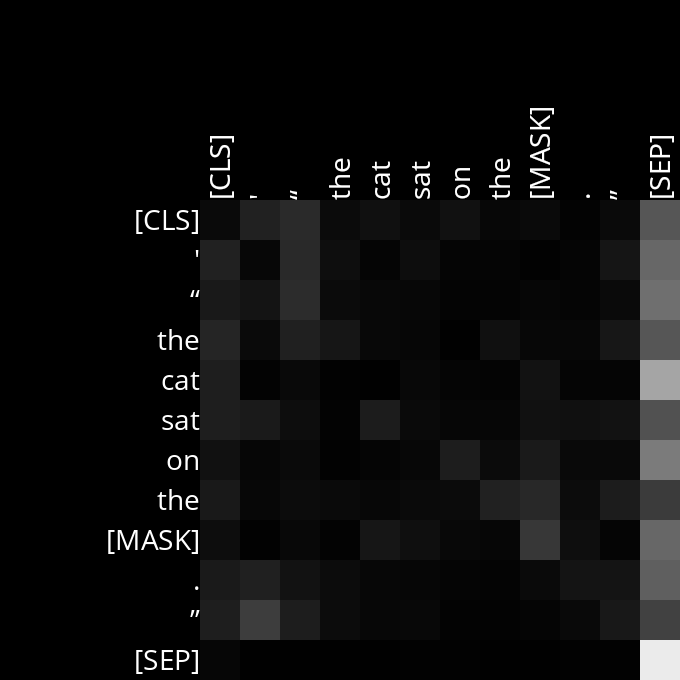 [CLS] ' “ the cat sat on the [MASK] . ” [SEP]
[CLS]
'
“
the
cat
sat
on
the
[MASK]
.
”
[SEP]